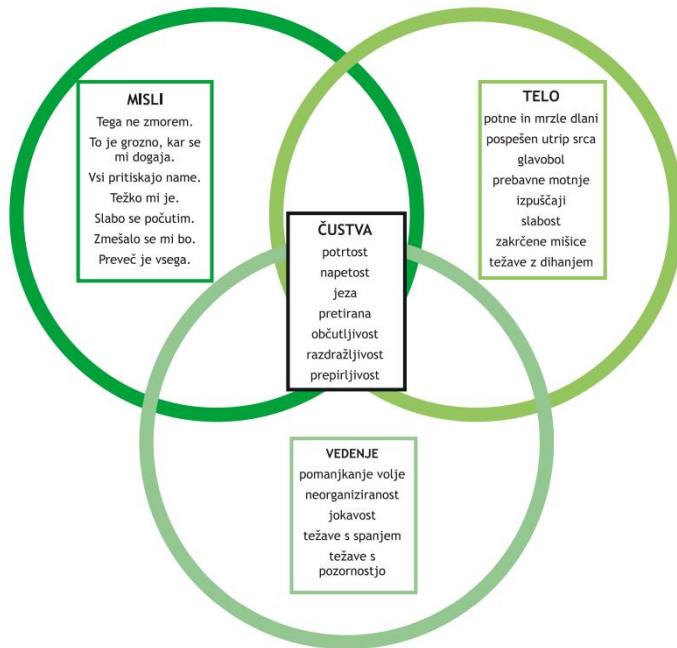 MISLI
Tega ne zmorem.
To je grozno, kar se
mi dogaja.
Vsi pritiskajo name.
Težko mi je.
Slabo se počutim.
Zmešalo se mi bo.
Preveč je vsega.
TELO
potne in mrzle dlani
pospešen utrip srca
glavobol
prebavne motnje
izpuščaji
slabost
zakrčene mišice
težave z dihanjem
ČUSTVA
potrtost
napetost
jeza
pretirana
občutljivost
razdražljivost
prepirljivost
VEDENJE
pomanjkanje volje
neorganiziranost
jokavost
težave s spanjem
težave s
pozornostjo